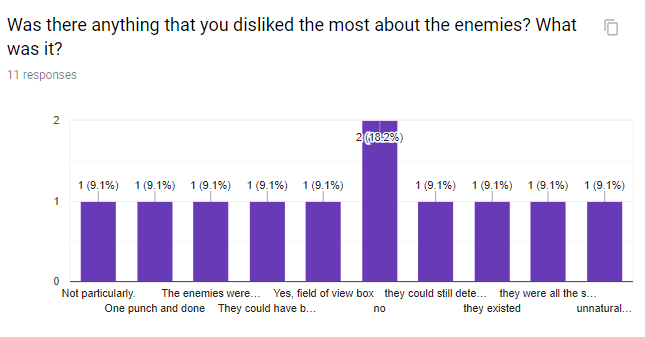 Was there anything that you disliked the most about the enemies? What
was it?
11 responses
2
1
0
1 (9.1%)
1 (9.1%)
1 (9.1%)
1 (9.1%)
1 (9.1%)
2 (18.2%)
1 (9.1%)
1 (9.1%)
1 (9.1%)
1 (9.1%)
Not particularly.
One punch and done
The enemies were…
They could have b…
Yes, field of view box
no
they could still dete…
they existed
they were all the s…
unnatural…